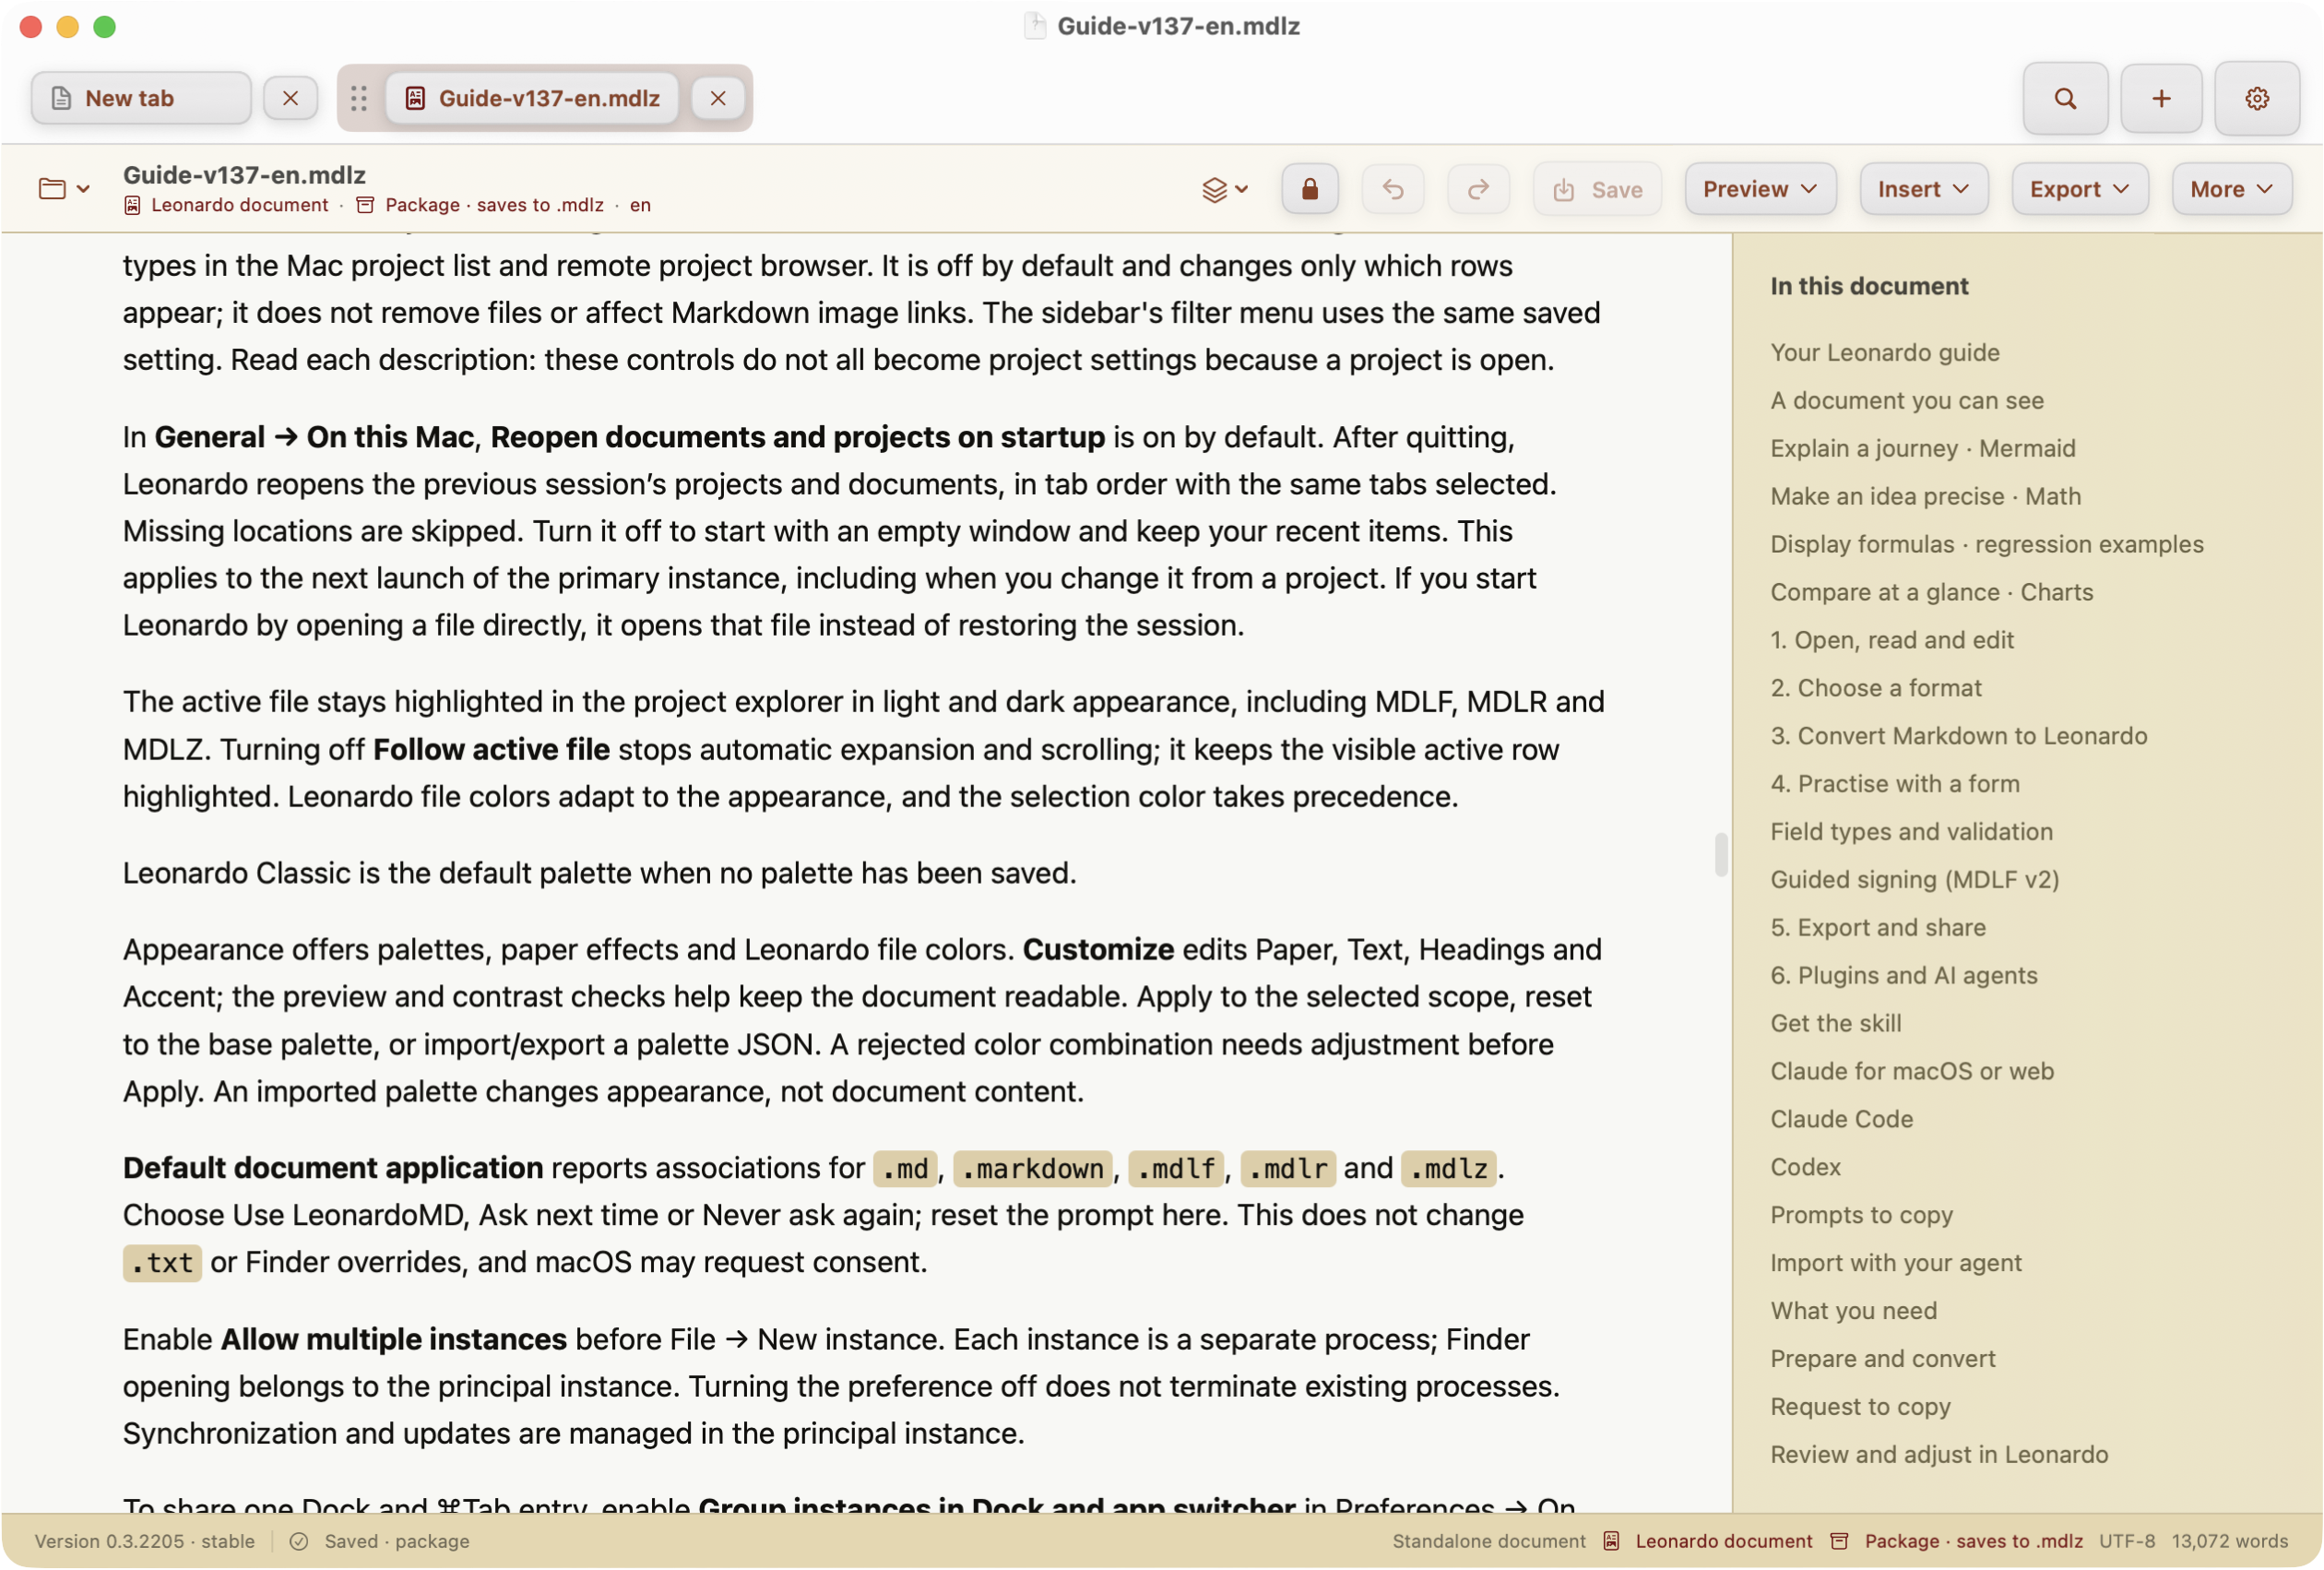 Guide-v137-en.mdlz
New tab
Guide-v137-en.mdlz
Guide-v137-en.mdlz
Leonardo document · Package · saves to .mdlz · en
Save
Preview
Insert
Export
More
types in the Mac project list and remote project browser. It is off by default and changes only which rows
appear; it does not remove files or affect Markdown image links. The sidebar's filter menu uses the same saved
setting. Read each description: these controls do not all become project settings because a project is open.
In General → On this Mac, Reopen documents and projects on startup is on by default. After quitting,
Leonardo reopens the previous session’s projects and documents, in tab order with the same tabs selected.
Missing locations are skipped. Turn it off to start with an empty window and keep your recent items. This
applies to the next launch of the primary instance, including when you change it from a project. If you start
Leonardo by opening a file directly, it opens that file instead of restoring the session.
The active file stays highlighted in the project explorer in light and dark appearance, including MDLF, MDLR and
MDLZ. Turning off Follow active file stops automatic expansion and scrolling; it keeps the visible active row
highlighted. Leonardo file colors adapt to the appearance, and the selection color takes precedence.
Leonardo Classic is the default palette when no palette has been saved.
Appearance offers palettes, paper effects and Leonardo file colors. Customize edits Paper, Text, Headings and
Accent; the preview and contrast checks help keep the document readable. Apply to the selected scope, reset
to the base palette, or import/export a palette JSON. A rejected color combination needs adjustment before
Apply. An imported palette changes appearance, not document content.
Default document application reports associations for .md, .markdown, .mdlf, .mdlr and .mdlz.
Choose Use LeonardoMD, Ask next time or Never ask again; reset the prompt here. This does not change
.txt or Finder overrides, and macOS may request consent.
Enable Allow multiple instances before File → New instance. Each instance is a separate process; Finder
opening belongs to the principal instance. Turning the preference off does not terminate existing processes.
Synchronization and updates are managed in the principal instance.
To share one Dock and ⌘Tab entry, enable Group instances in Dock and app switcher in Preferences → On
In this document
Your Leonardo guide
A document you can see
Explain a journey · Mermaid
Make an idea precise · Math
Display formulas · regression examples
Compare at a glance · Charts
1. Open, read and edit
2. Choose a format
3. Convert Markdown to Leonardo
4. Practise with a form
Field types and validation
Guided signing (MDLF v2)
5. Export and share
6. Plugins and AI agents
Get the skill
Claude for macOS or web
Claude Code
Codex
Prompts to copy
Import with your agent
What you need
Prepare and convert
Request to copy
Review and adjust in Leonardo
Version 0.3.2205 · stable
Saved · package
Standalone document
Leonardo document
Package · saves to .mdlz
UTF-8
13,072 words